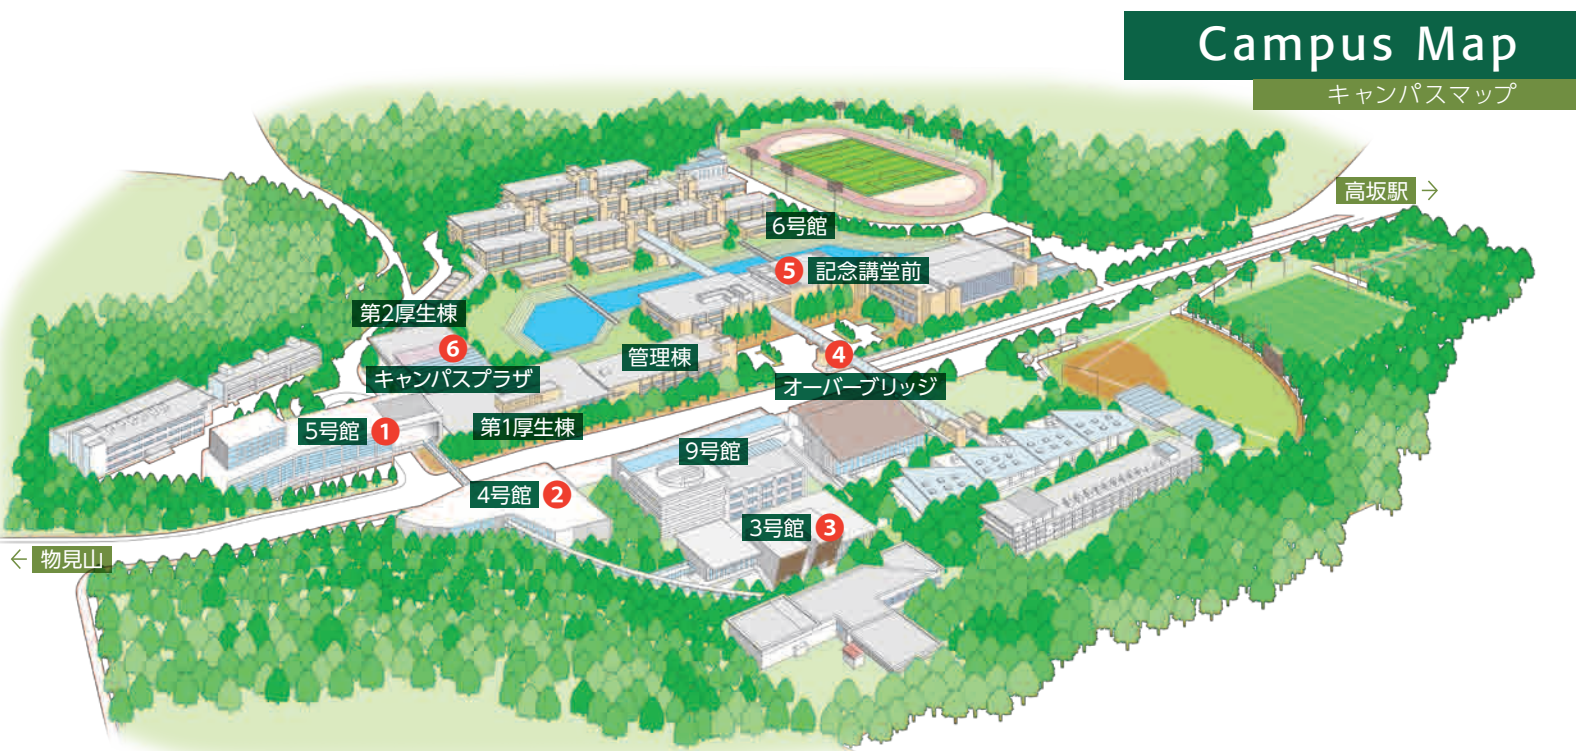 Campus Map
キャンパスマップ
高坂駅 →
6号館
5 記念講堂前
第2厚生棟
6
キャンパスプラザ
管理棟
4
オーバーブリッジ
5号館 1
第1厚生棟
9号館
4号館 2
3号館 3
← 物見山